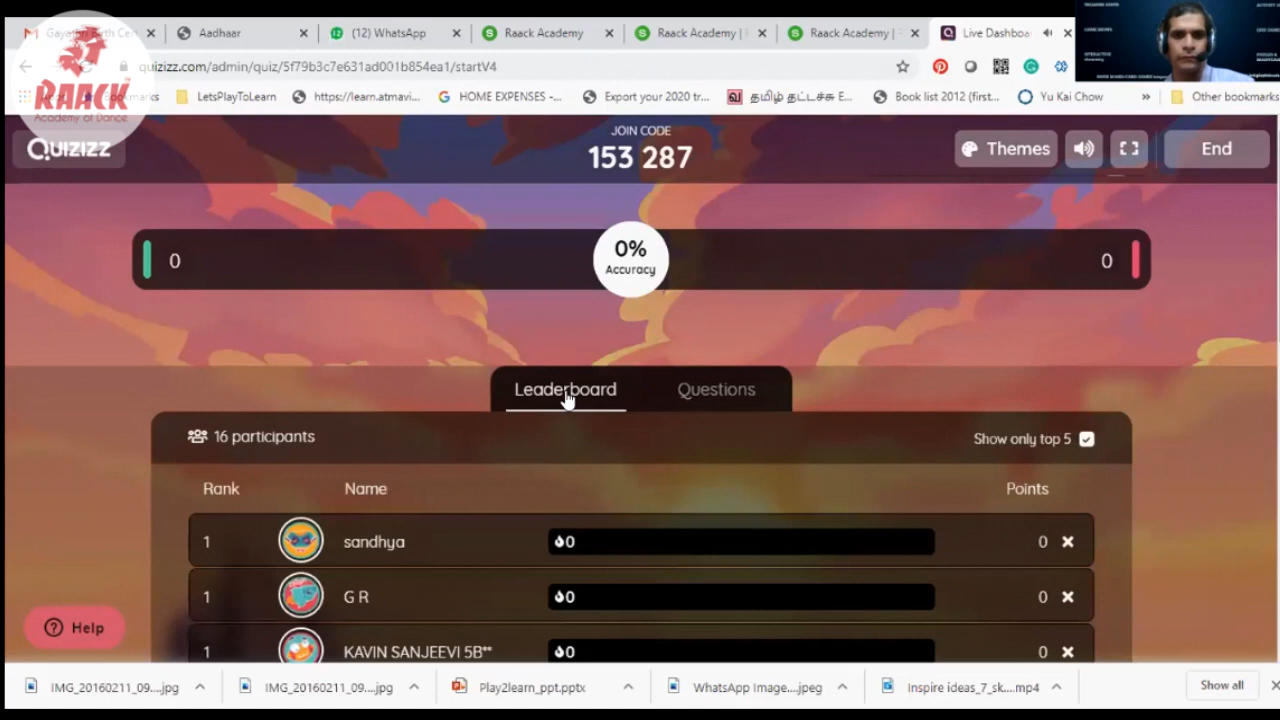 Aadhaar
(12) WhatsApp
Raack Academy
Raack Academy |
Raack Academy |
Live Dashboa
RAACK
Academy of Dance
quizizz.com/admin/quiz/
/startV4
LetsPlayToLearn
https://learn.atmavi...
HOME EXPENSES -...
Export your 2020 tr...
தமிழ் தட்டச்சு E...
Book list 2012 (first...
Yu Kai Chow
»
Other bookmarks
QUIZIZZ
JOIN CODE
153 287
Themes
End
0
0%
Accuracy
0
Leaderboard
Questions
16 participants
Show only top 5
Rank
Name
Points
1
sandhya
0
0
1
G R
0
0
1
KAVIN SANJEEVI 5B**
0
0
Help
IMG_20160211_09....jpg
IMG_20160211_09....jpg
Play2learn_ppt.pptx
WhatsApp Image....jpeg
Inspire ideas_7_sk....mp4
Show all